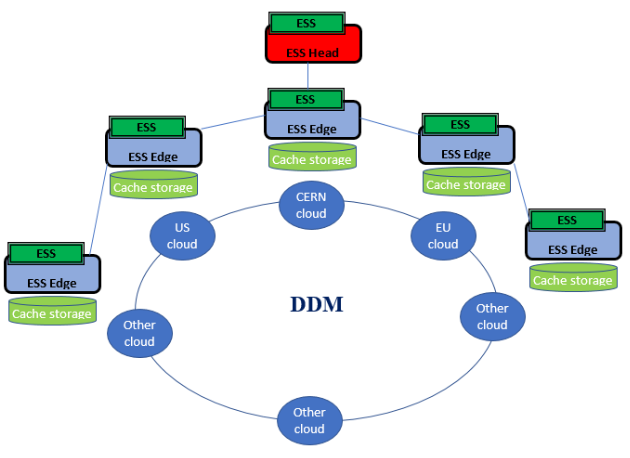 ESS
ESS Head
ESS
ESS Edge
Cache storage
ESS
ESS Edge
Cache storage
ESS
ESS Edge
Cache storage
ESS
ESS Edge
Cache storage
ESS
ESS Edge
Cache storage
CERN
cloud
US
cloud
EU
cloud
DDM
Other
cloud
Other
cloud
Other
cloud